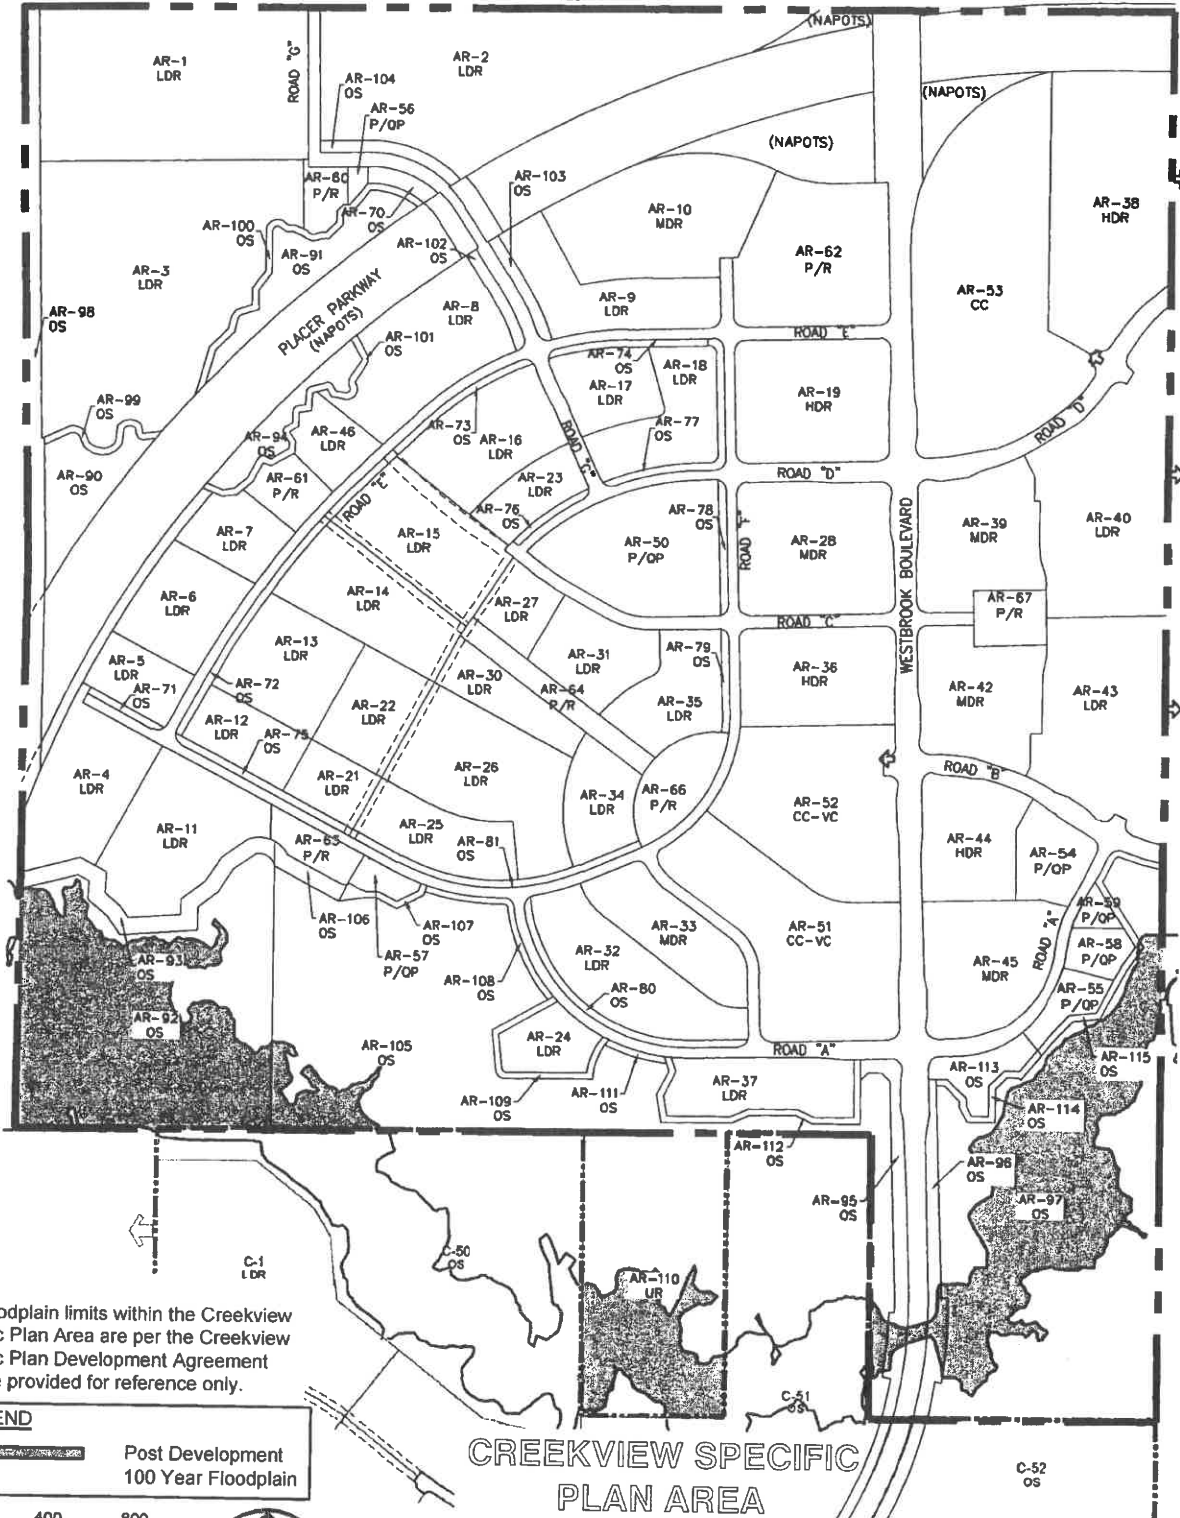 (NAPOTS)
AR-1
LDR
ROAD "G"
AR-2
LDR
AR-104
OS
AR-56
P/QP
(NAPOTS)
(NAPOTS)
AR-60
P/R
AR-103
OS
AR-38
HDR
AR-70
OS
AR-10
MDR
AR-100
OS
AR-102
OS
AR-91
OS
AR-62
P/R
AR-3
LDR
AR-53
CC
AR-98
OS
PLACER PARKWAY
(NAPOTS)
AR-8
LDR
AR-9
LDR
AR-101
OS
ROAD "E"
AR-74
OS
AR-18
LDR
AR-17
LDR
AR-19
HDR
AR-99
OS
AR-94
OS
AR-46
LDR
AR-73
OS
AR-16
LDR
ROAD "C"
AR-77
OS
ROAD "D"
AR-90
OS
AR-61
P/R
ROAD "E"
AR-23
LDR
ROAD "D"
AR-76
OS
AR-78
OS
AR-7
LDR
AR-15
LDR
AR-50
P/QP
ROAD "F"
AR-28
MDR
WESTBROOK BOULEVARD
AR-39
MDR
AR-40
LDR
AR-6
LDR
AR-14
LDR
AR-27
LDR
AR-67
P/R
ROAD "C"
AR-13
LDR
AR-31
LDR
AR-79
OS
AR-5
LDR
AR-71
OS
AR-72
OS
AR-30
LDR
AR-64
P/R
AR-36
HDR
AR-42
MDR
AR-43
LDR
AR-12
LDR
AR-22
LDR
AR-35
LDR
AR-75
OS
AR-4
LDR
AR-21
LDR
AR-26
LDR
AR-34
LDR
AR-66
P/R
ROAD "B"
AR-52
CC-VC
AR-11
LDR
AR-63
P/R
AR-25
LDR
AR-81
OS
AR-44
HDR
AR-54
P/QP
AR-106
OS
AR-107
OS
AR-59
P/QP
AR-33
MDR
AR-51
CC-VC
ROAD "A"
AR-93
OS
AR-57
P/QP
AR-32
LDR
AR-58
P/QP
AR-45
MDR
AR-108
OS
AR-80
OS
AR-55
P/QP
AR-92
OS
AR-24
LDR
ROAD "A"
AR-105
OS
AR-115
OS
AR-113
OS
AR-37
LDR
AR-109
OS
AR-111
OS
AR-114
OS
AR-112
OS
AR-96
OS
AR-95
OS
AR-97
OS
C-1
LDR
C-50
OS
AR-110
UR
odplain limits within the Creekview
c Plan Area are per the Creekview
c Plan Development Agreement
e provided for reference only.
C-51
OS
END
Post Development
100 Year Floodplain
CREEKVIEW SPECIFIC
PLAN AREA
C-52
OS
400 800